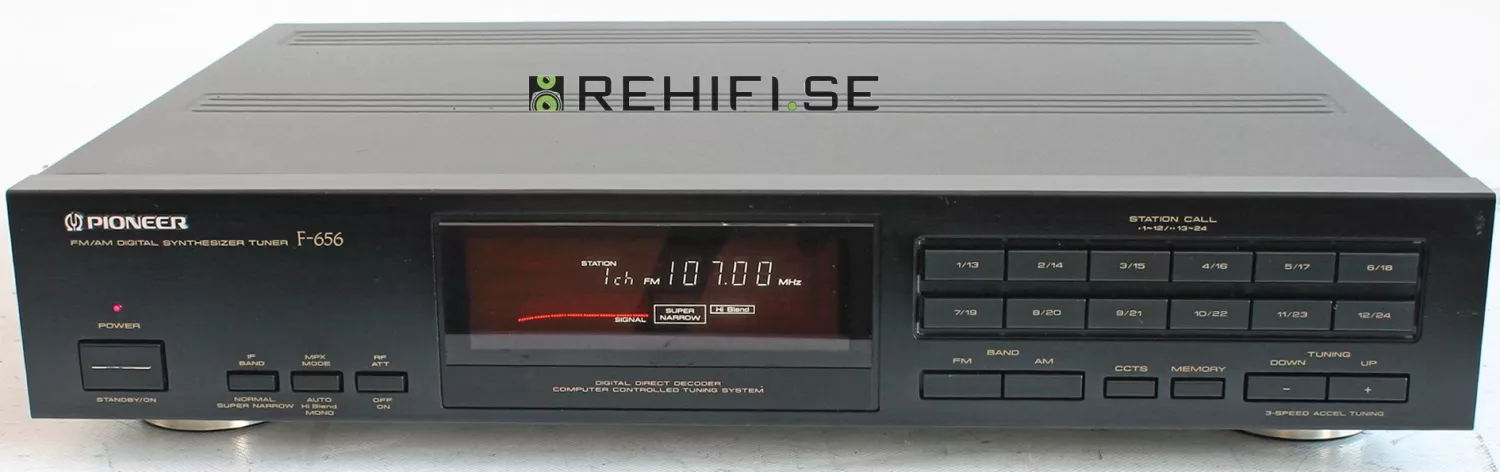 REHIFI.SE
PIONEER
FM/AM DIGITAL SYNTHESIZER TUNER F-656
STATION CALL
•1~12/••13~24
STATION
1ch FM 107.00 MHz
SIGNAL
SUPER NARROW
Hi Blend
1/13 2/14 3/15 4/16 5/17 6/18
7/19 8/20 9/21 10/22 11/23 12/24
POWER
STANDBY/ON
IF BAND
NORMAL
SUPER NARROW
MPX MODE
AUTO
Hi Blend
MONO
RF ATT
OFF
ON
DIGITAL DIRECT DECODER
COMPUTER CONTROLLED TUNING SYSTEM
BAND
FM AM
CCTS
MEMORY
TUNING
DOWN UP
− +
3-SPEED ACCEL TUNING